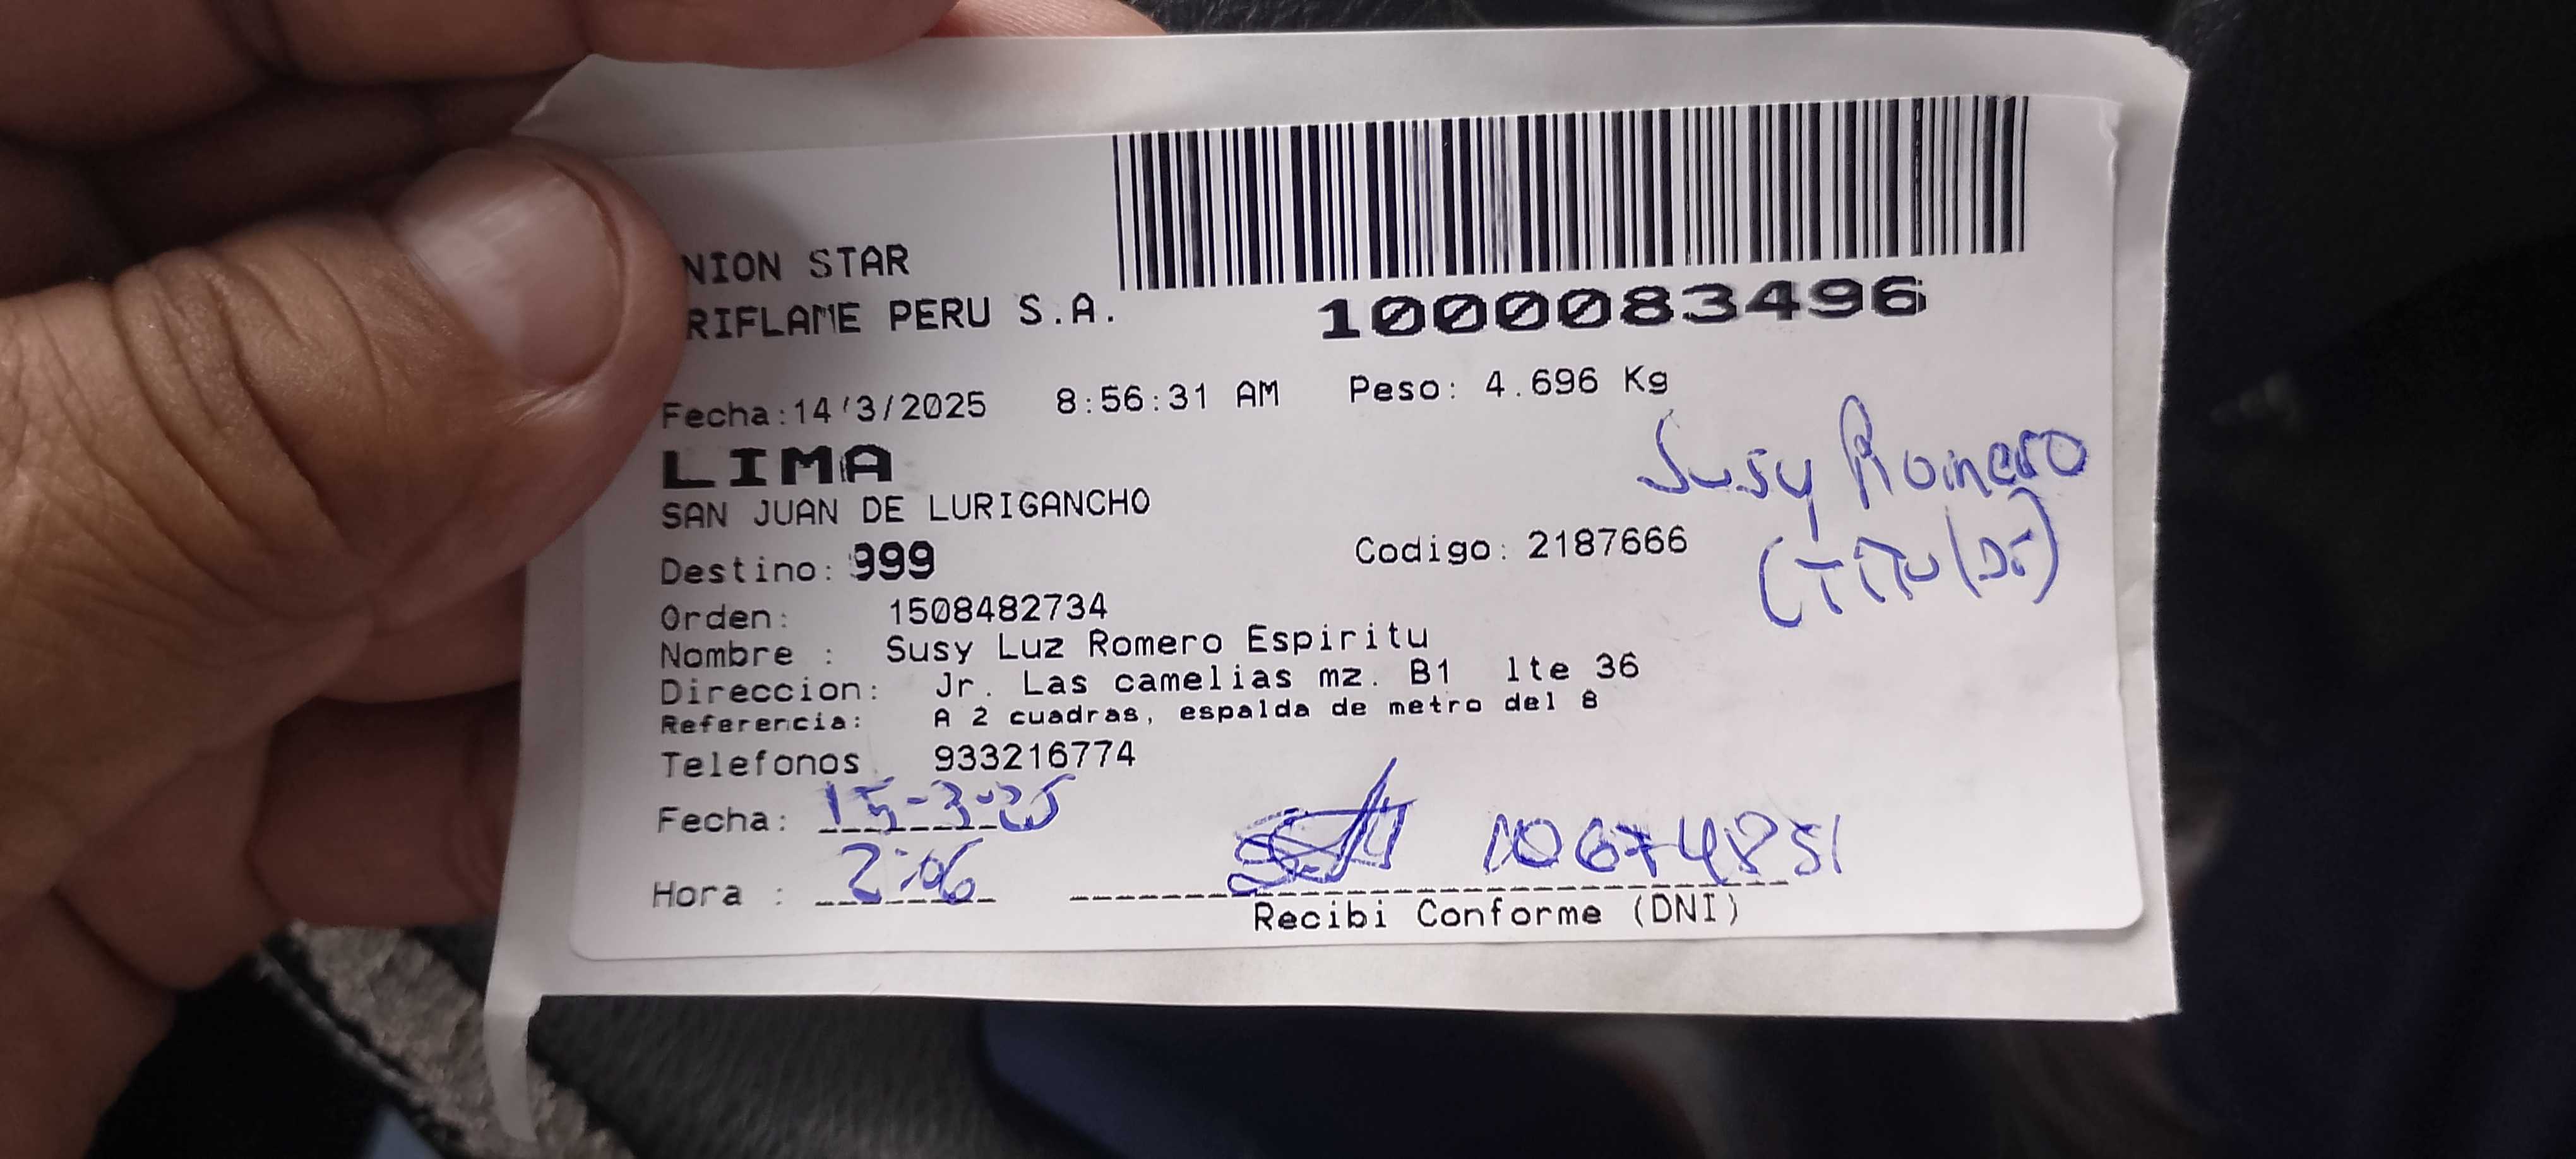 NION STAR
RIFLAME PERU S.A.
1000083496
Fecha:14/3/2025 8:56:31 AM Peso: 4.696 Kg
LIMA
SAN JUAN DE LURIGANCHO
Susy Romero
(TITULAR)
Destino: 999 Codigo: 2187666
Orden: 1508482734
Nombre : Susy Luz Romero Espiritu
Direccion: Jr. Las camelias mz. B1 lte 36
Referencia: A 2 cuadras, espalda de metro del 8
Telefonos 933216774
Fecha: 15-3-25
Hora : 2:06 10674851
Recibi Conforme (DNI)